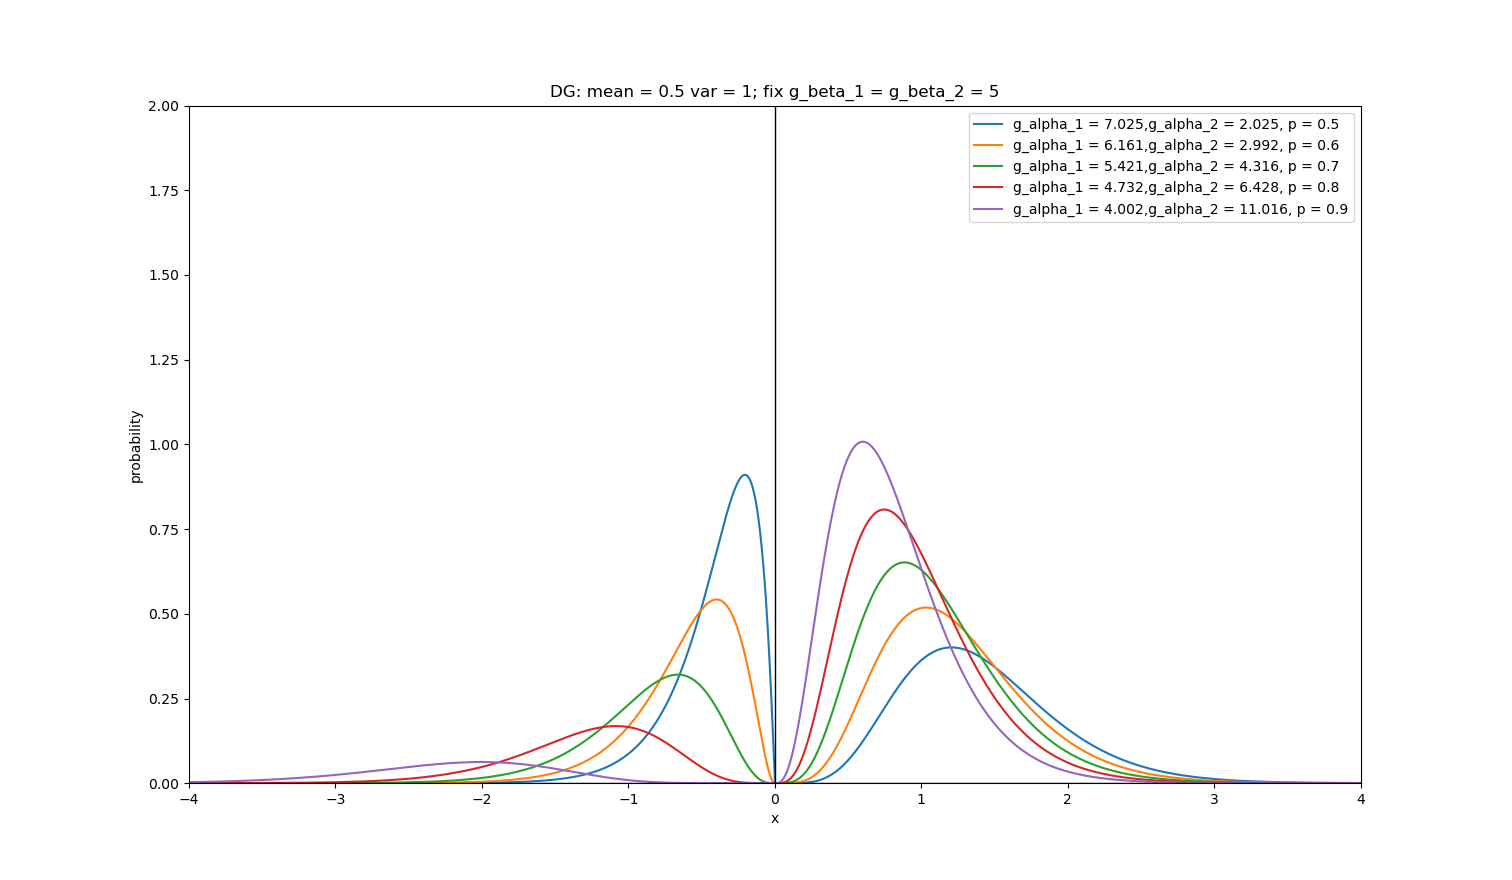 DG: mean = 0.5 var = 1; fix g_beta_1 = g_beta_2 = 5
2.00
1.75
1.50
1.25
1.00
0.75
0.50
0.25
0.00
probability
g_alpha_1 = 7.025,g_alpha_2 = 2.025, p = 0.5
g_alpha_1 = 6.161,g_alpha_2 = 2.992, p = 0.6
g_alpha_1 = 5.421,g_alpha_2 = 4.316, p = 0.7
g_alpha_1 = 4.732,g_alpha_2 = 6.428, p = 0.8
g_alpha_1 = 4.002,g_alpha_2 = 11.016, p = 0.9
−4 −3 −2 −1 0 1 2 3 4
x